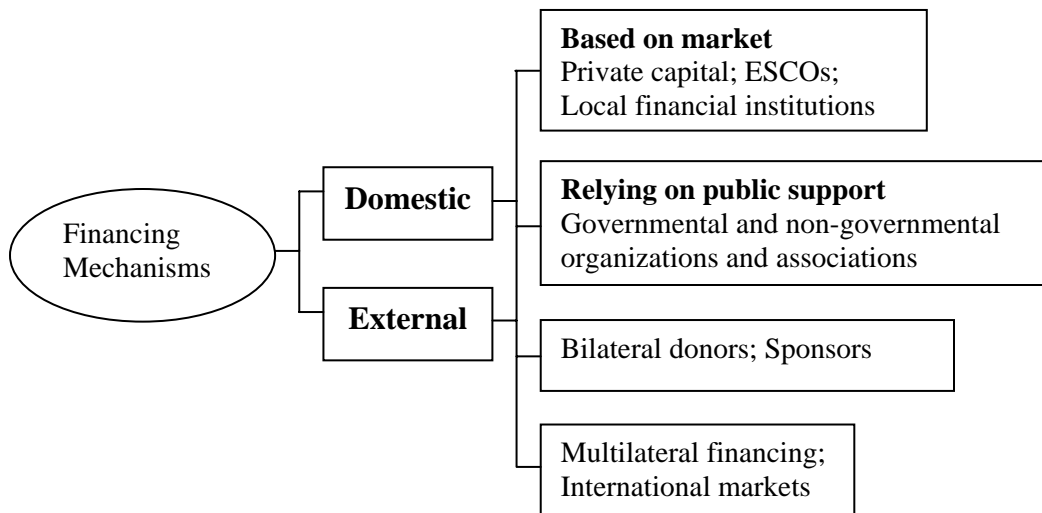 Financing
Mechanisms
Domestic
External
Based on market
Private capital; ESCOs;
Local financial institutions
Relying on public support
Governmental and non-governmental
organizations and associations
Bilateral donors; Sponsors
Multilateral financing;
International markets